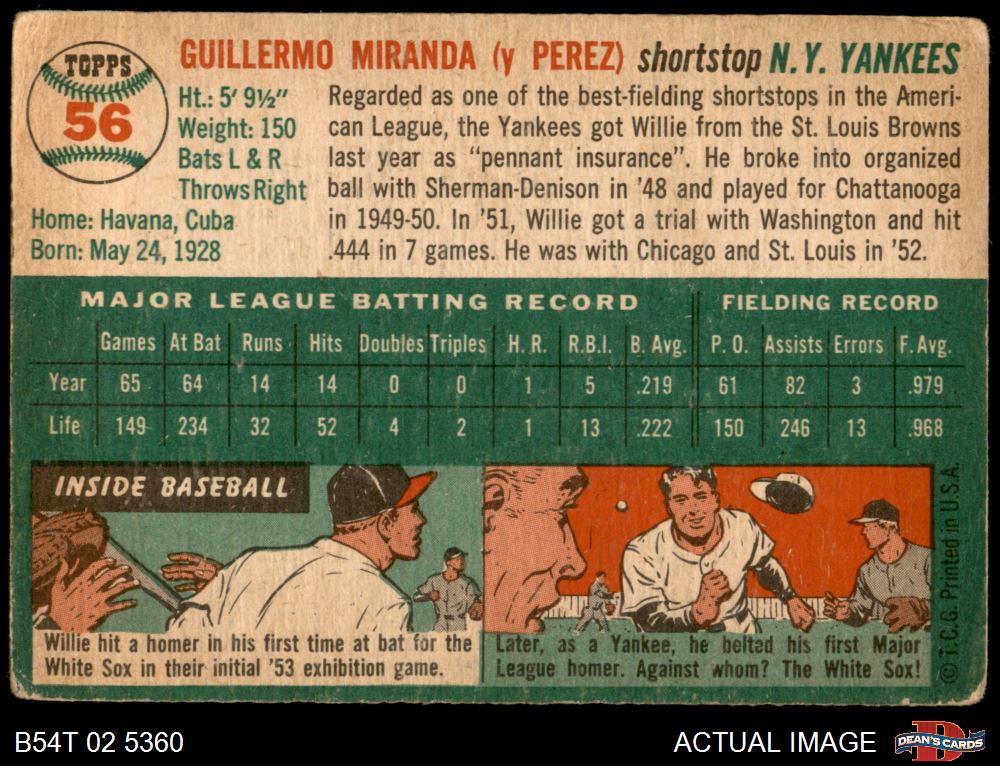 TOPPS
56
GUILLERMO MIRANDA (y PEREZ) shortstop N. Y. YANKEES
Ht.: 5' 9½"
Weight: 150
Bats L & R
Throws Right
Home: Havana, Cuba
Born: May 24, 1928
Regarded as one of the best-fielding shortstops in the Ameri-
can League, the Yankees got Willie from the St. Louis Browns
last year as "pennant insurance". He broke into organized
ball with Sherman-Denison in '48 and played for Chattanooga
in 1949-50. In '51, Willie got a trial with Washington and hit
.444 in 7 games. He was with Chicago and St. Louis in '52.
MAJOR LEAGUE BATTING RECORD FIELDING RECORD
Games At Bat Runs Hits Doubles Triples H. R. R.B.I. B. Avg. P. O. Assists Errors F. Avg.
Year 65 64 14 14 0 0 1 5 .219 61 82 3 .979
Life 149 234 32 52 4 2 1 13 .222 150 246 13 .968
INSIDE BASEBALL
Willie hit a homer in his first time at bat for the
White Sox in their initial '53 exhibition game.
Later, as a Yankee, he belted his first Major
League homer. Against whom? The White Sox!
© T.C.G. Printed in U.S.A.
B54T 02 5360
ACTUAL IMAGE
DEAN'S CARDS